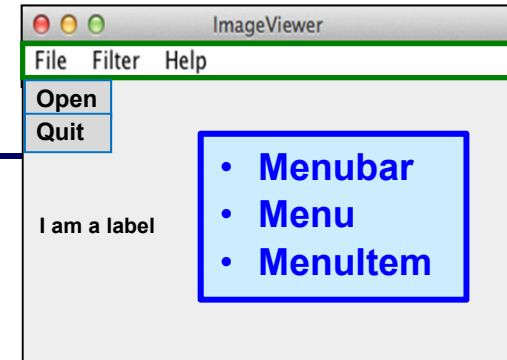 ImageViewer
File Filter Help
Open
Quit
I am a label
• Menubar
• Menu
• MenuItem